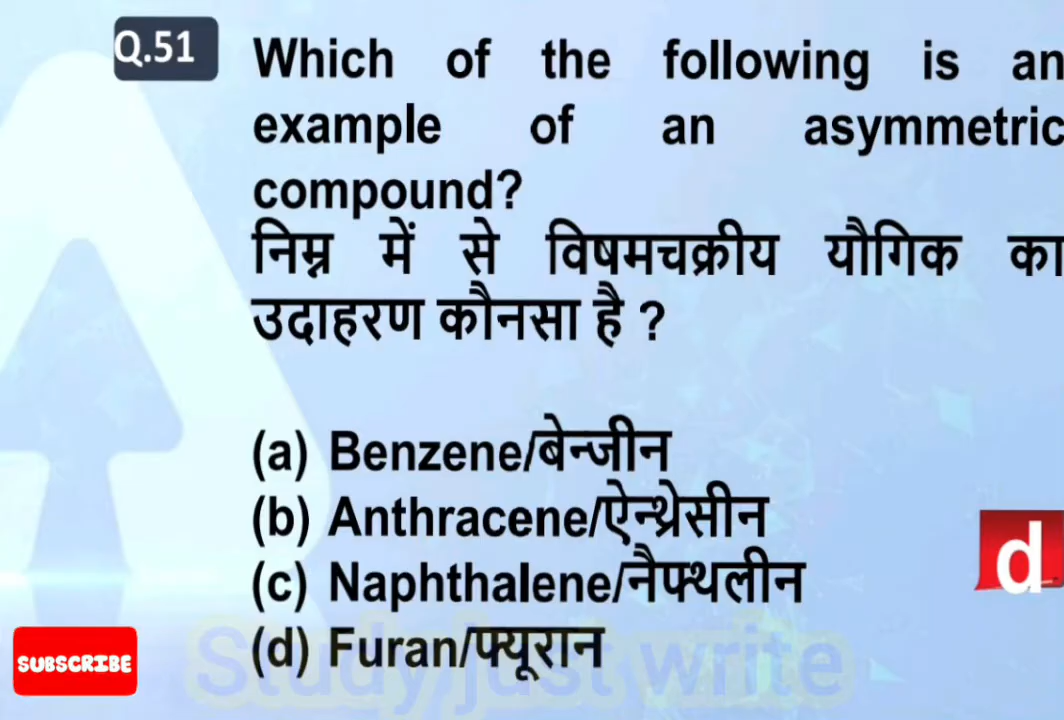 Q.51
Which of the following is an
example of an asymmetric
compound?
निम्न में से विषमचक्रीय यौगिक का
उदाहरण कौनसा है ?
(a) Benzene/बेन्जीन
(b) Anthracene/ऐन्थ्रेसीन
(c) Naphthalene/नैफ्थलीन
(d) Furan/फ्यूरान
d
SUBSCRIBE
Study just write